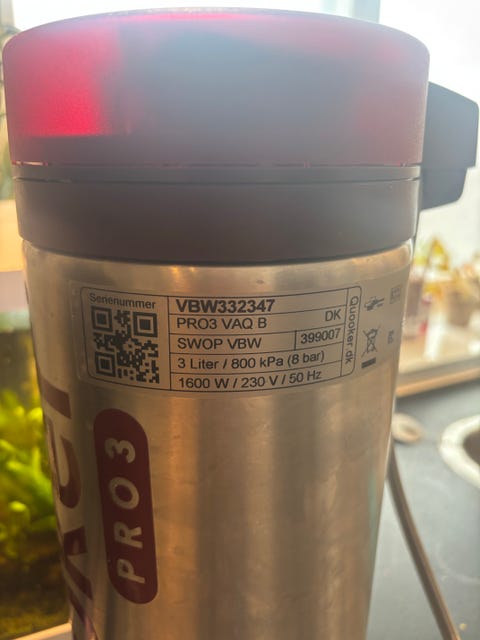 Serienummer
VBW332347
PRO3 VAQ B
DK
SWOP VBW
399007
3 Liter / 800 kPa (8 bar)
1600 W / 230 V / 50 Hz
Quooker.dk
PRO3